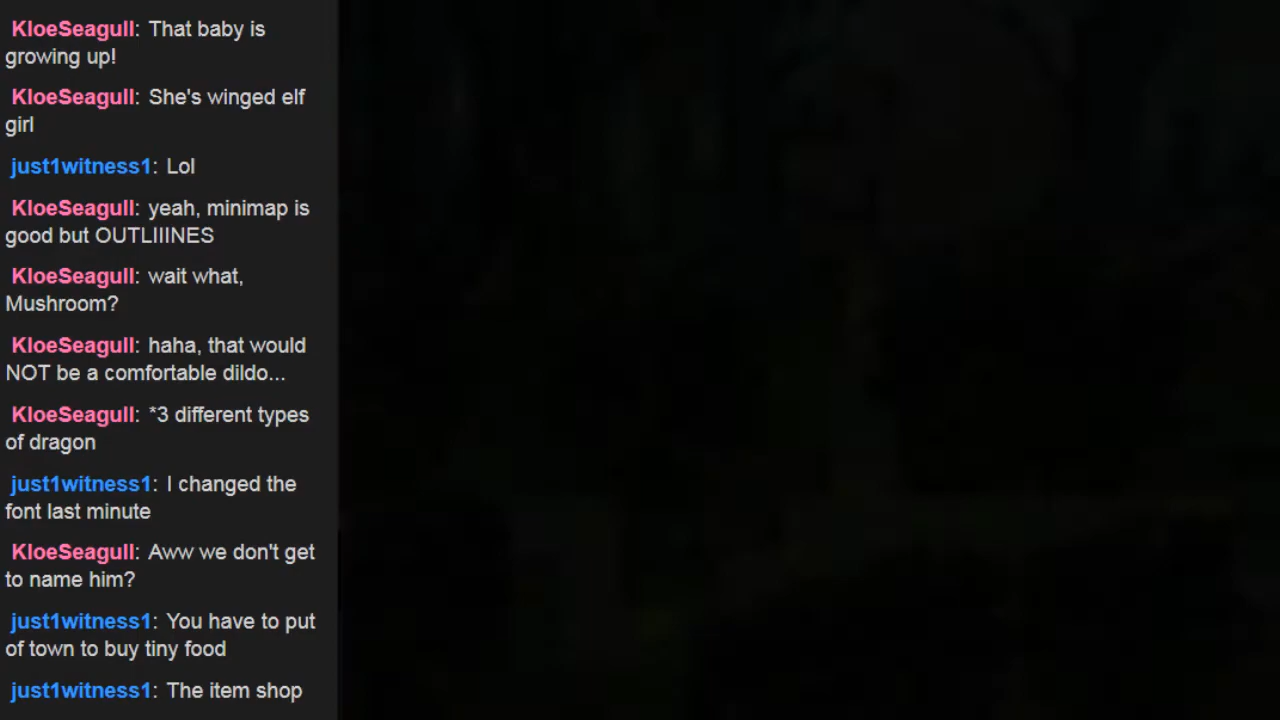 KloeSeagull: That baby is
growing up!
KloeSeagull: She's winged elf
girl
just1witness1: Lol
KloeSeagull: yeah, minimap is
good but OUTLIIINES
KloeSeagull: wait what,
Mushroom?
KloeSeagull: haha, that would
NOT be a comfortable dildo...
KloeSeagull: *3 different types
of dragon
just1witness1: I changed the
font last minute
KloeSeagull: Aww we don't get
to name him?
just1witness1: You have to put
of town to buy tiny food
just1witness1: The item shop